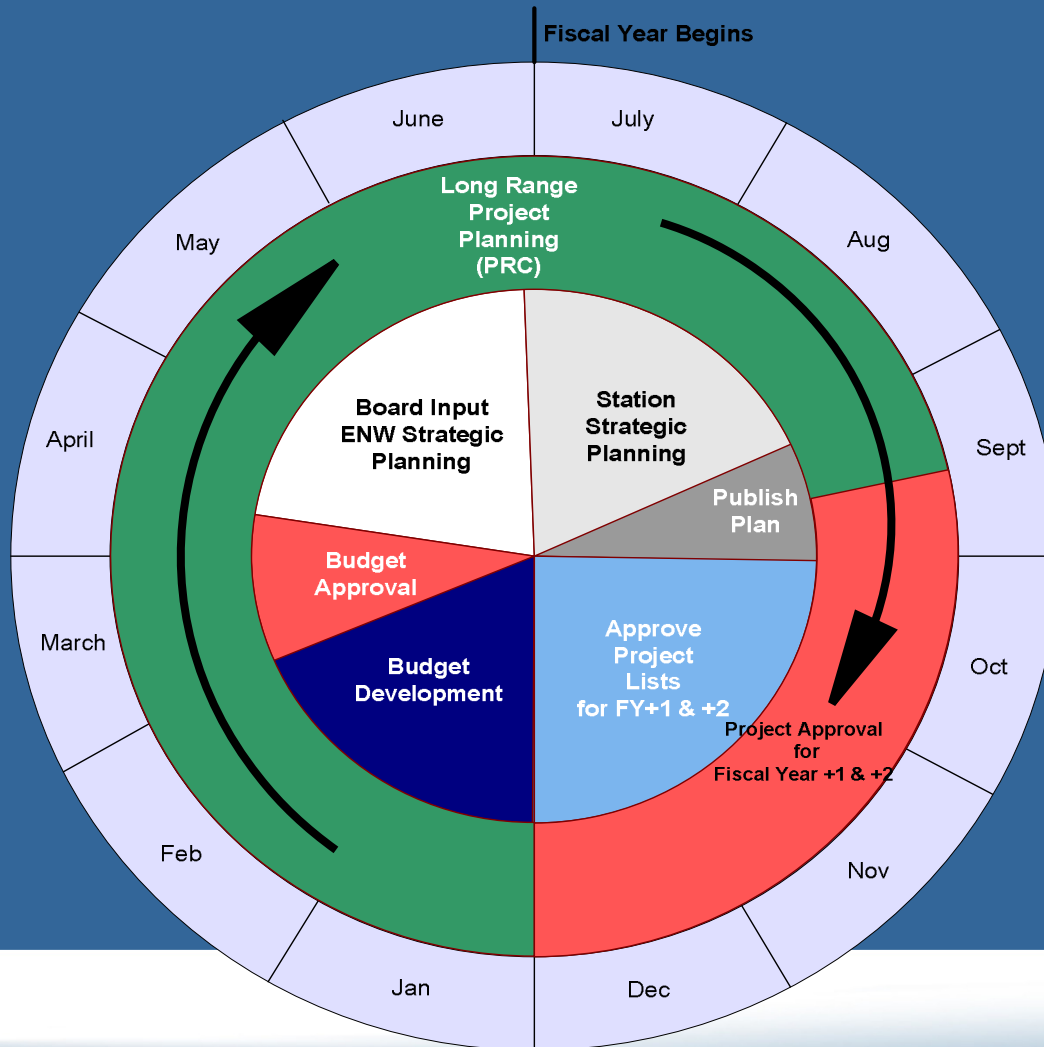 Fiscal Year Begins
June
July
May
Aug
April
Sept
March
Oct
Feb
Nov
Jan
Dec
Long Range
Project
Planning
(PRC)
Board Input
ENW Strategic
Planning
Station
Strategic
Planning
Publish
Plan
Budget
Approval
Budget
Development
Approve
Project
Lists
for FY+1 & +2
Project Approval
for
Fiscal Year +1 & +2